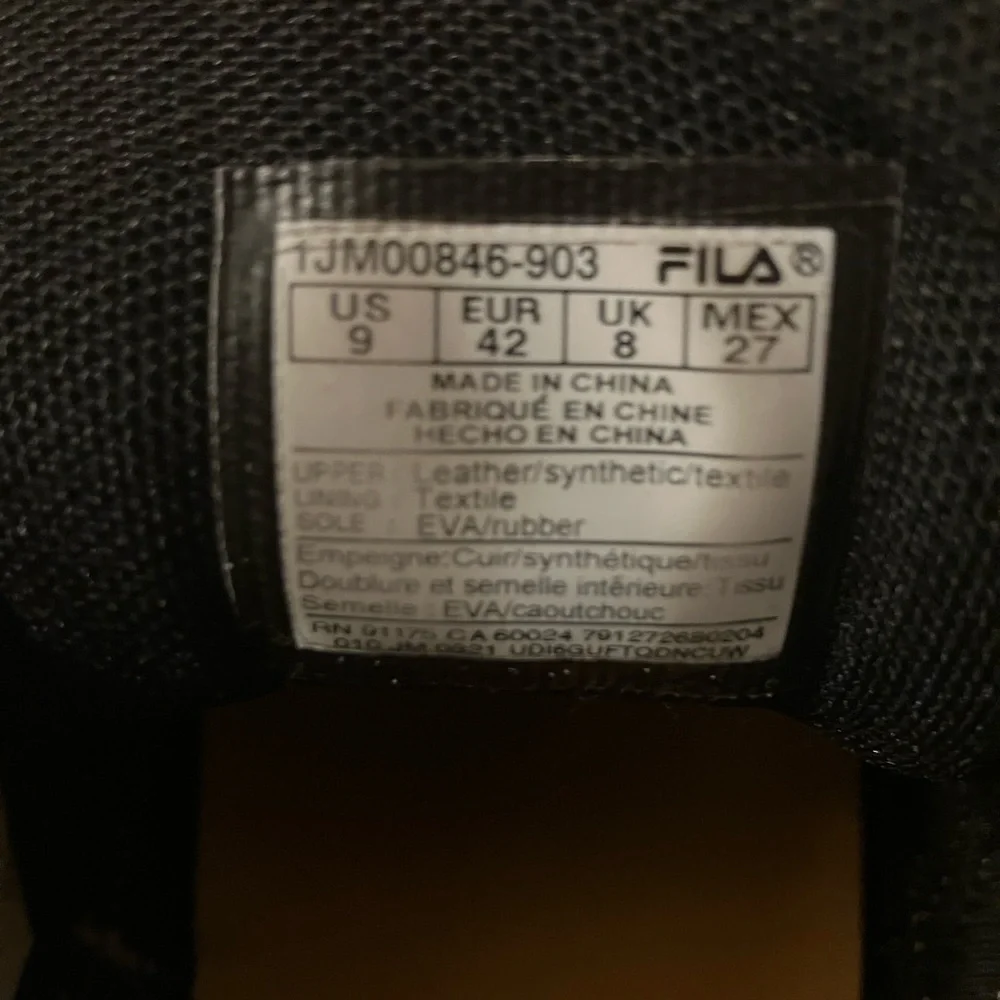 1JM00846-903 FILA®
US EUR UK MEX
9 42 8 27
MADE IN CHINA
FABRIQUÉ EN CHINE
HECHO EN CHINA
UPPER : Leather/synthetic/textile
LINING : Textile
SOLE : EVA/rubber
Empeigne:Cuir/synthétique/tissu
Doublure et semelle intérieure:Tissu
Semelle : EVA/caoutchouc
RN 91175 CA 60024 791272680204